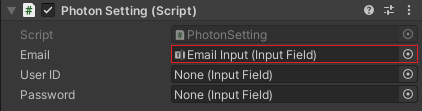 Photon Setting (Script)
Script PhotonSetting
Email Email Input (Input Field)
User ID None (Input Field)
Password None (Input Field)